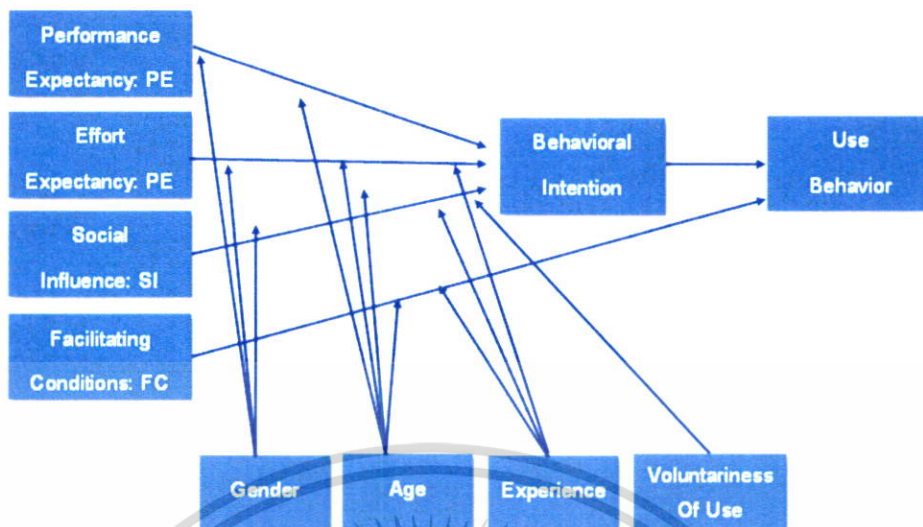 Performance
Expectancy: PE
Effort
Expectancy: PE
Social
Influence: SI
Facilitating
Conditions: FC
Behavioral
Intention
Use
Behavior
Gender
Age
Experience
Voluntariness
Of Use